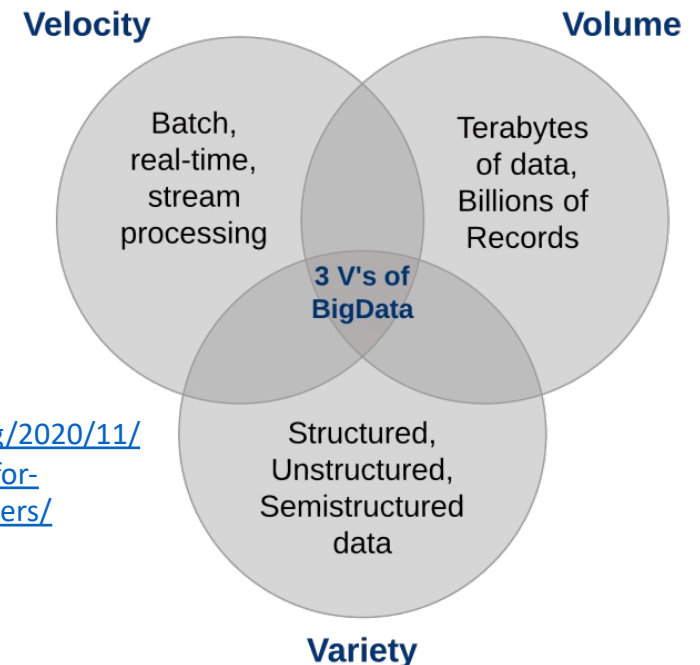 Velocity
Volume
Batch,
real-time,
stream
processing
Terabytes
of data,
Billions of
Records
3 V's of
BigData
g/2020/11/
for-
ers/
Structured,
Unstructured,
Semistructured
data
Variety